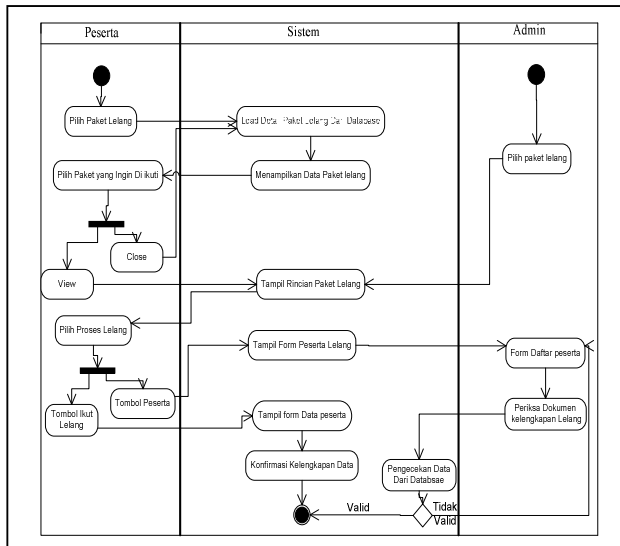 Peserta
Sistem
Admin
Pilih Paket Lelang
Load Detail Paket Lelang Dari Database
Pilih paket lelang
Pilih Paket yang Ingin Di ikuti
Menampilkan Data Paket lelang
Close
View
Tampil Rincian Paket Lelang
Pilih Proses Lelang
Tampil Form Peserta Lelang
Form Daftar peserta
Tombol Peserta
Tombol Ikut
Lelang
Tampil form Data peserta
Periksa Dokumen
kelengkapan Lelang
Konfirmasi Kelengkapan Data
Pengecekan Data
Dari Databsae
Valid
Tidak
Valid